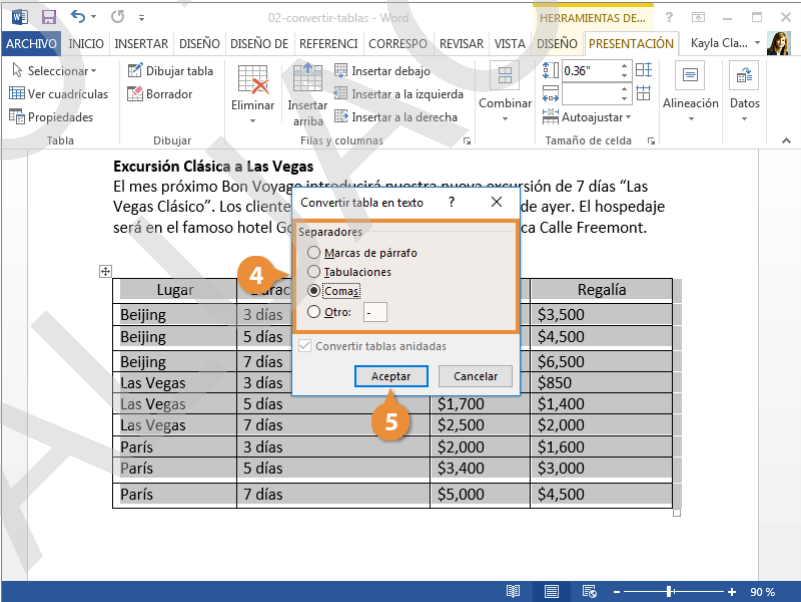 02-convertir-tablas - Word
HERRAMIENTAS DE...
?
ARCHIVO INICIO INSERTAR DISEÑO DISEÑO DE REFERENCI CORRESPO REVISAR VISTA DISEÑO PRESENTACIÓN Kayla Cla...
Seleccionar Dibujar tabla Insertar debajo 0.36"
Ver cuadrículas Borrador Eliminar Insertar arriba Insertar a la izquierda Combinar Alineación Datos
Propiedades Insertar a la derecha Autoajustar
Tabla Dibujar Filas y columnas Tamaño de celda
Excursión Clásica a Las Vegas
El mes próximo Bon Voyage introducirá nuestra nueva excursión de 7 días “Las
Vegas Clásico”. Los cliente de ayer. El hospedaje
será en el famoso hotel ca Calle Freemont.
Convertir tabla en texto ?
Separadores
Marcas de párrafo
Tabulaciones
Comas
Otro: -
Convertir tablas anidadas
Aceptar Cancelar
4
5
Lugar Regalía
Beijing 3 días $3,500
Beijing 5 días $4,500
Beijing 7 días $6,500
Las Vegas 3 días $850
Las Vegas 5 días $1,700 $1,400
Las Vegas 7 días $2,500 $2,000
París 3 días $2,000 $1,600
París 5 días $3,400 $3,000
París 7 días $5,000 $4,500
90 %